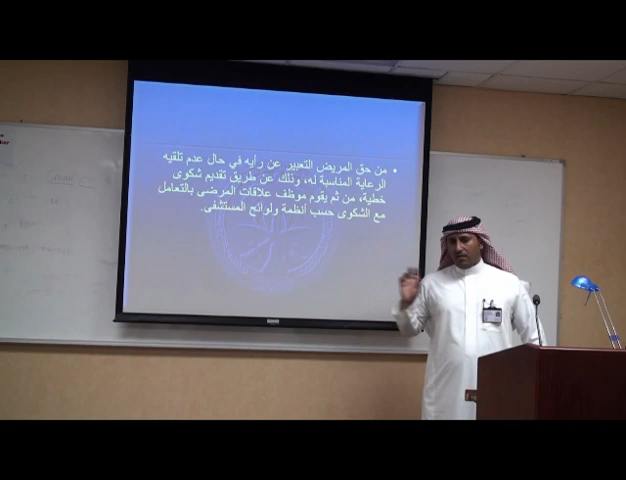 • من حق المريض التعبير عن رأيه في حال عدم تلقيه
الرعاية المناسبة له، وذلك عن طريق تقديم شكوى
خطية، من ثم يقوم موظف علاقات المرضى بالتعامل
مع الشكوى حسب أنظمة ولوائح المستشفى.